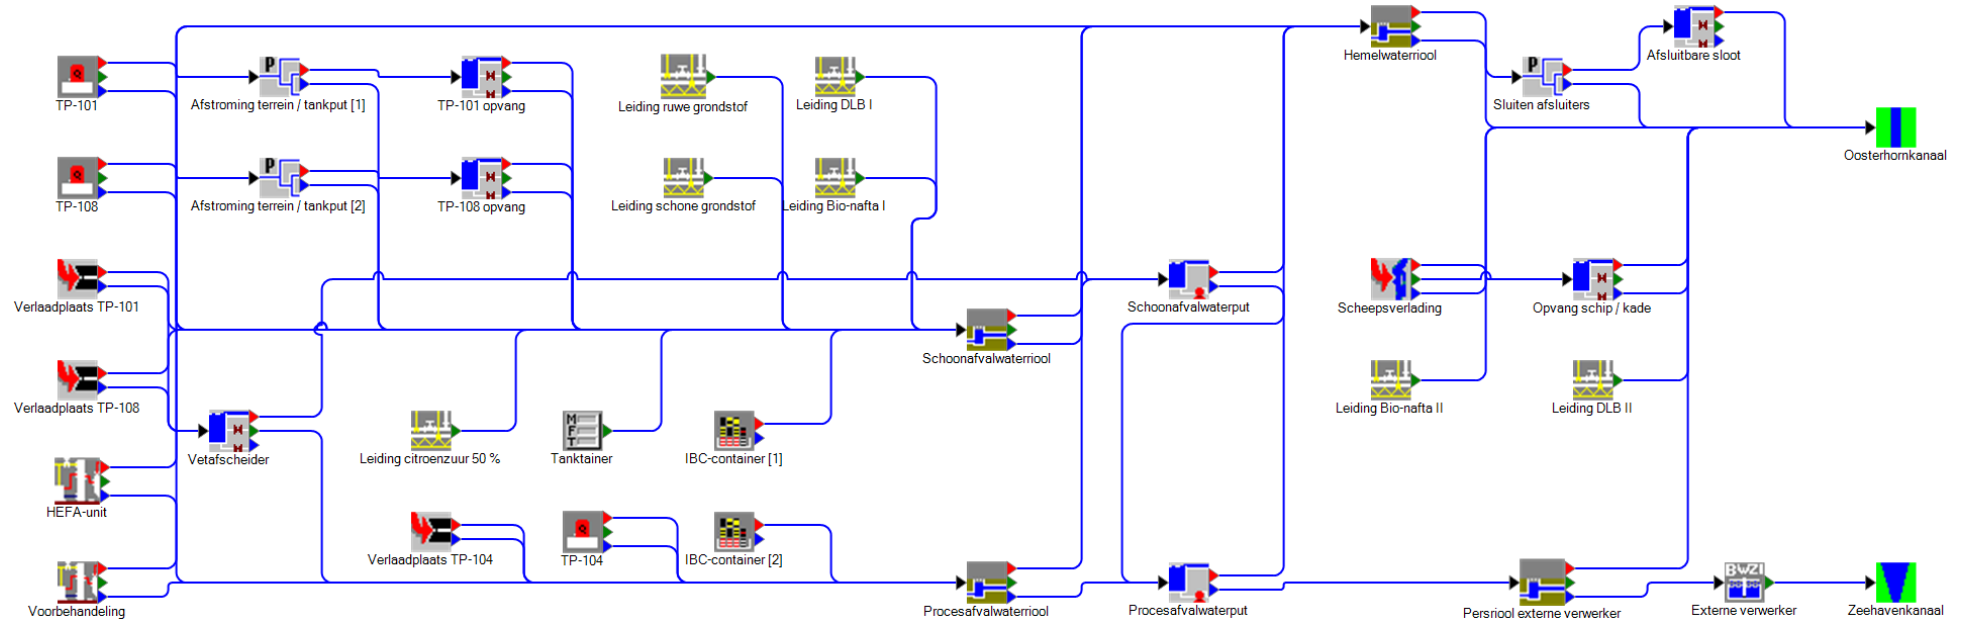 Hemelwaterriool
Afsluitbare sloot
TP-101
Afstroming terrein / tankput [1]
TP-101 opvang
Leiding ruwe grondstof
Leiding DLB I
P
Sluiten afsluiters
P
Oosterhornkanaal
TP-108
Afstroming terrein / tankput [2]
TP-108 opvang
Leiding schone grondstof
Leiding Bio-nafta I
P
Verlaadplaats TP-101
Schoonafvalwaterput
Scheepsverlading
Opvang schip / kade
Schoonafvalwaterriool
Verlaadplaats TP-108
Leiding Bio-nafta II
Leiding DLB II
Vetafscheider
Leiding citroenzuur 50 %
M
F
T
Tanktainer
IBC-container [1]
HEFA-unit
Verlaadplaats TP-104
TP-104
IBC-container [2]
Voorbehandeling
Procesafvalwaterriool
Procesafvalwaterput
Persriool externe verwerker
BWZI
Externe verwerker
Zeehavenkanaal